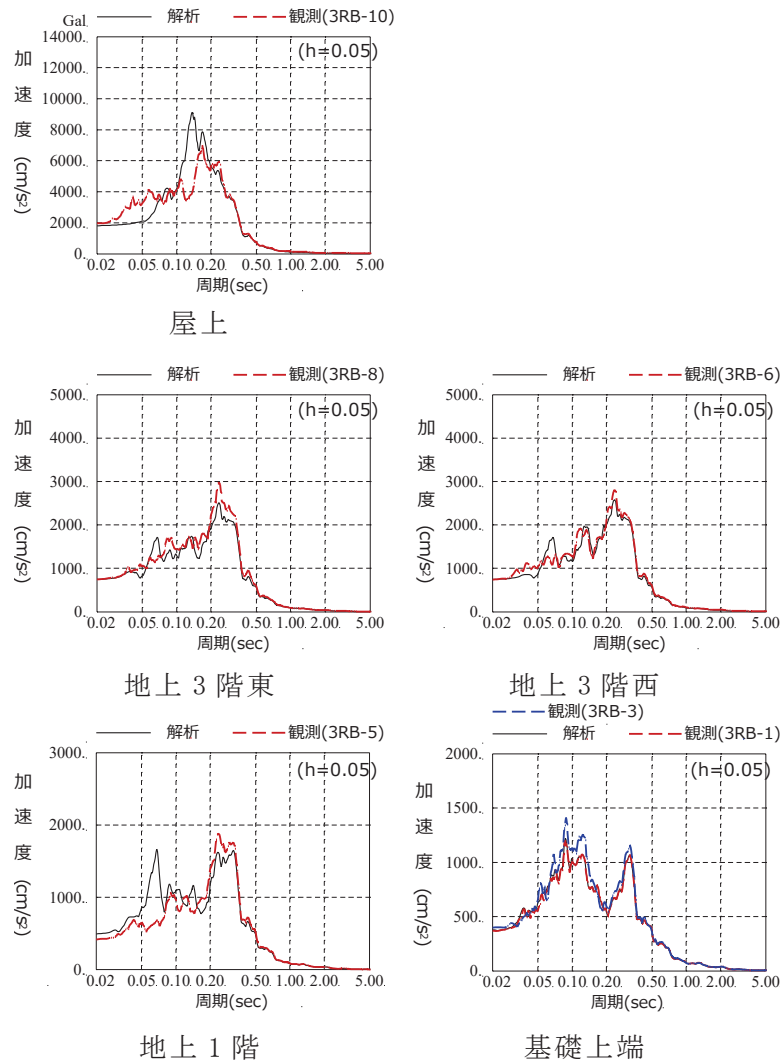 解析 観測(3RB-10)
Gal.
(h=0.05)
加速度 (cm/s²)
14000.
12000.
10000.
8000.
6000.
4000.
2000.
0.
0.02 0.05 0.10 0.20 0.50 1.00 2.00 5.00
周期(sec)
屋上
解析 観測(3RB-8)
(h=0.05)
加速度 (cm/s²)
5000.
4000.
3000.
2000.
1000.
0.
0.02 0.05 0.10 0.20 0.50 1.00 2.00 5.00
周期(sec)
地上3階東
解析 観測(3RB-6)
(h=0.05)
加速度 (cm/s²)
5000.
4000.
3000.
2000.
1000.
0.
0.02 0.05 0.10 0.20 0.50 1.00 2.00 5.00
周期(sec)
地上3階西
解析 観測(3RB-5)
(h=0.05)
加速度 (cm/s²)
3000.
2000.
1000.
0.
0.02 0.05 0.10 0.20 0.50 1.00 2.00 5.00
周期(sec)
地上1階
観測(3RB-3)
解析 観測(3RB-1)
(h=0.05)
加速度 (cm/s²)
2000.
1500.
1000.
500.
0.
0.02 0.05 0.10 0.20 0.50 1.00 2.00 5.00
周期(sec)
基礎上端